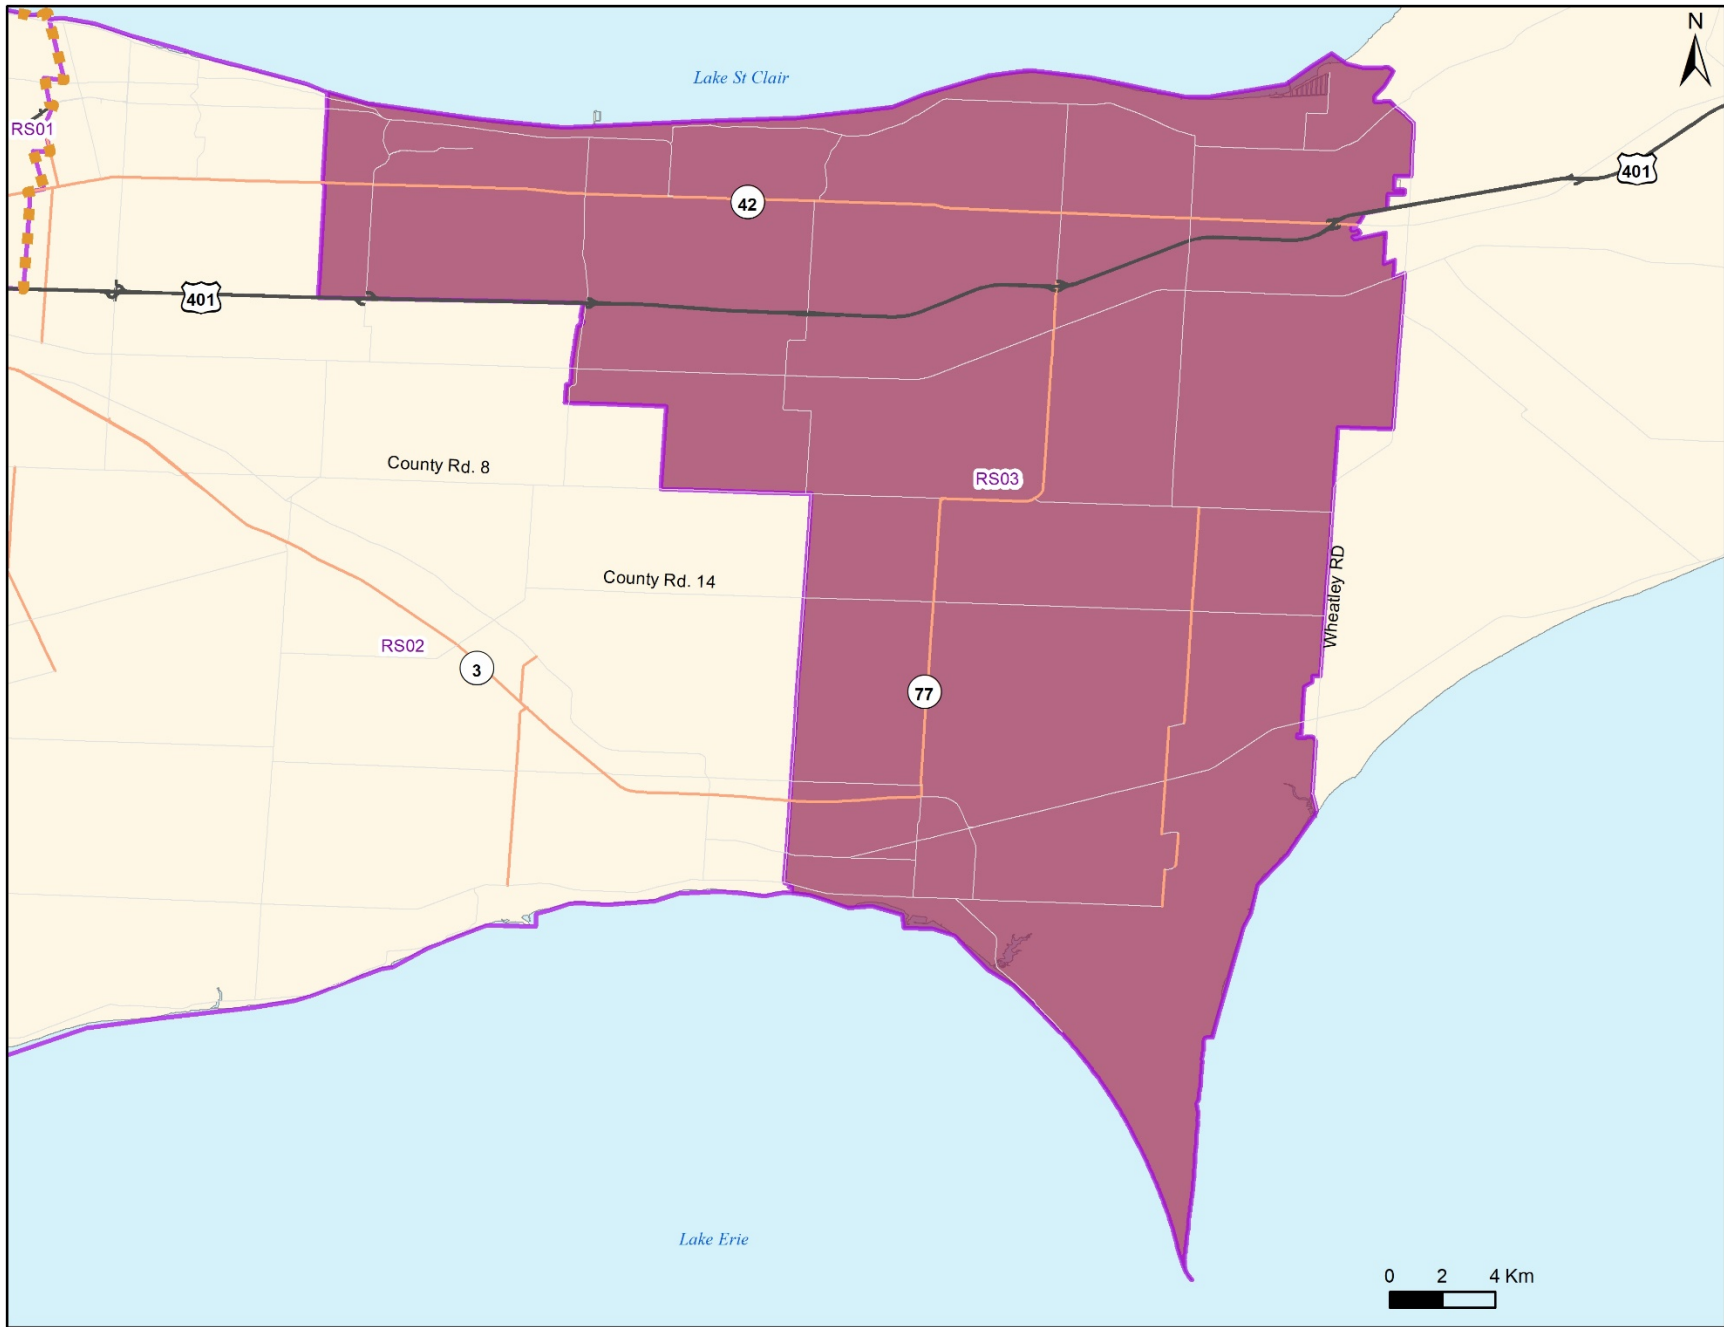 N
Lake St Clair
RS01
401
42
401
County Rd. 8
RS03
County Rd. 14
Wheatley RD
RS02
3
77
Lake Erie
0 2 4 Km